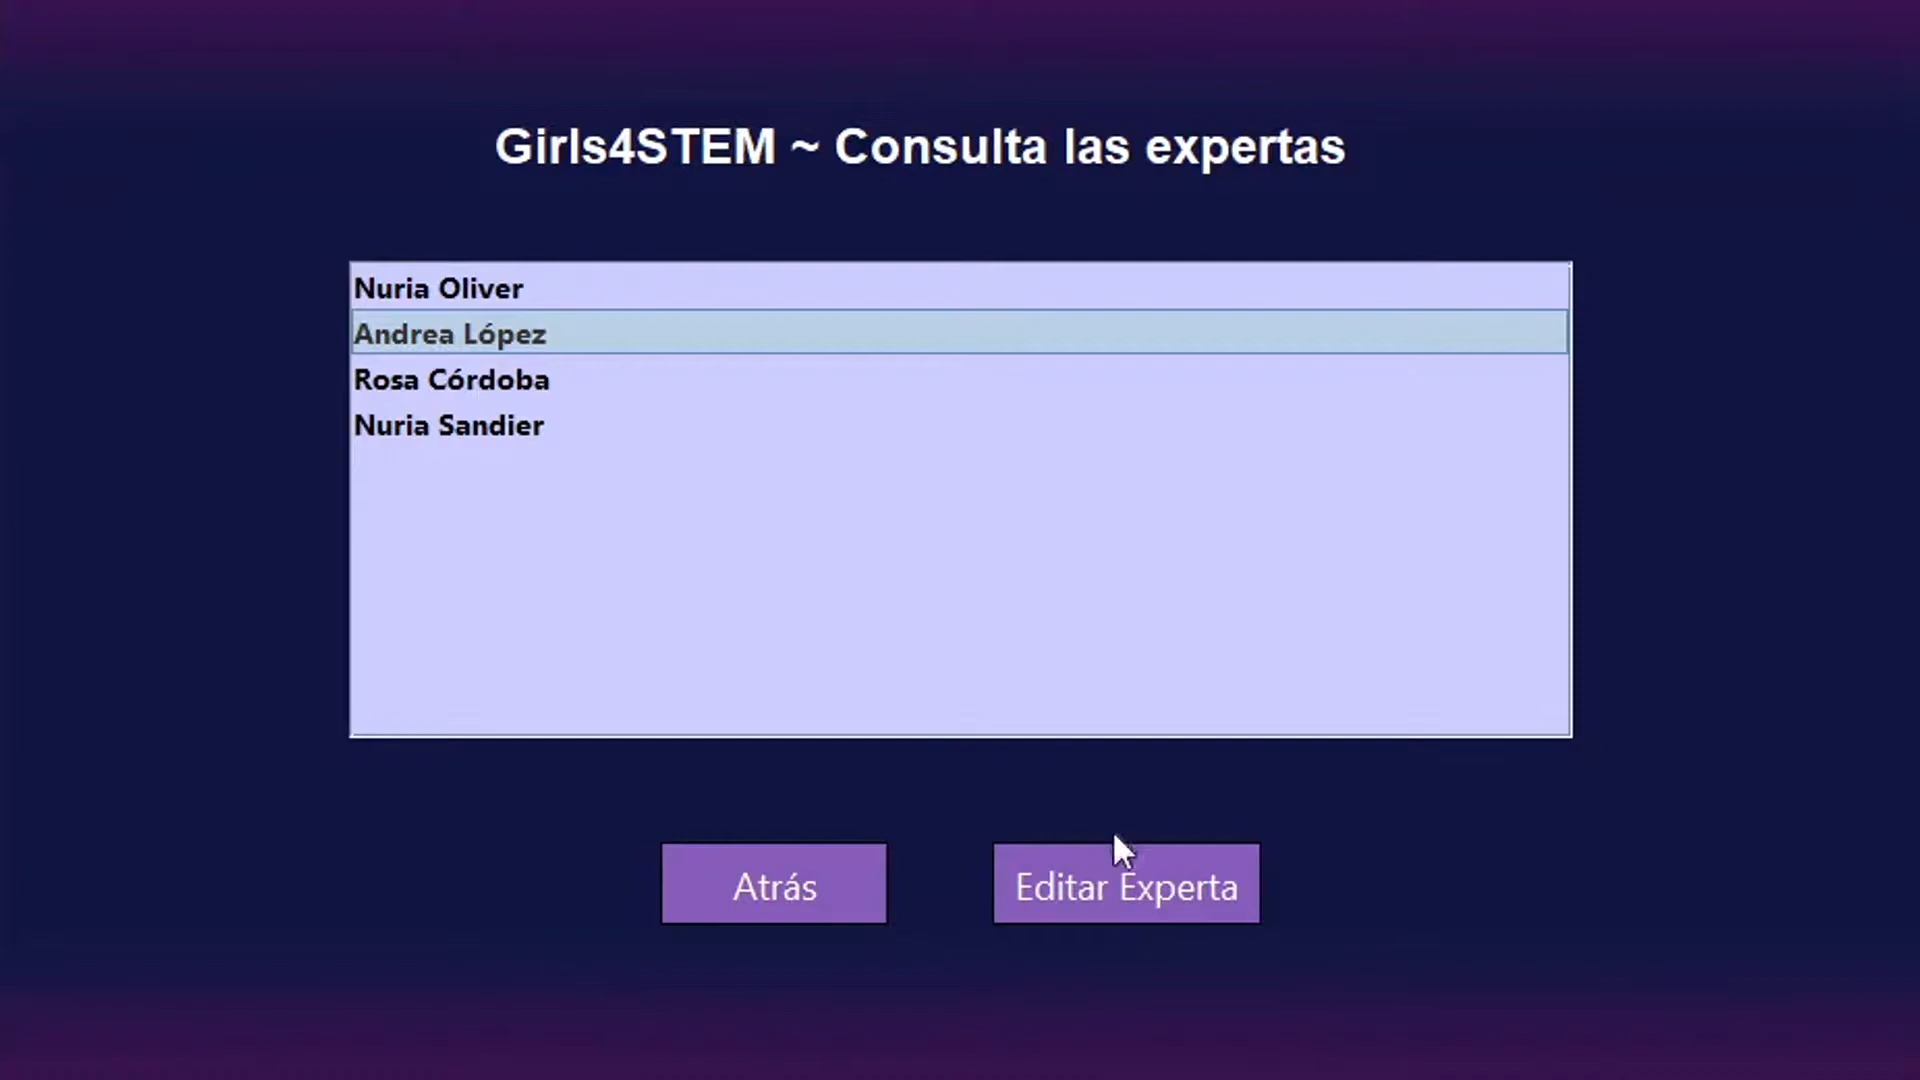 Girls4STEM ~ Consulta las expertas
Nuria Oliver
Andrea López
Rosa Córdoba
Nuria Sandier
Atrás
Editar Experta